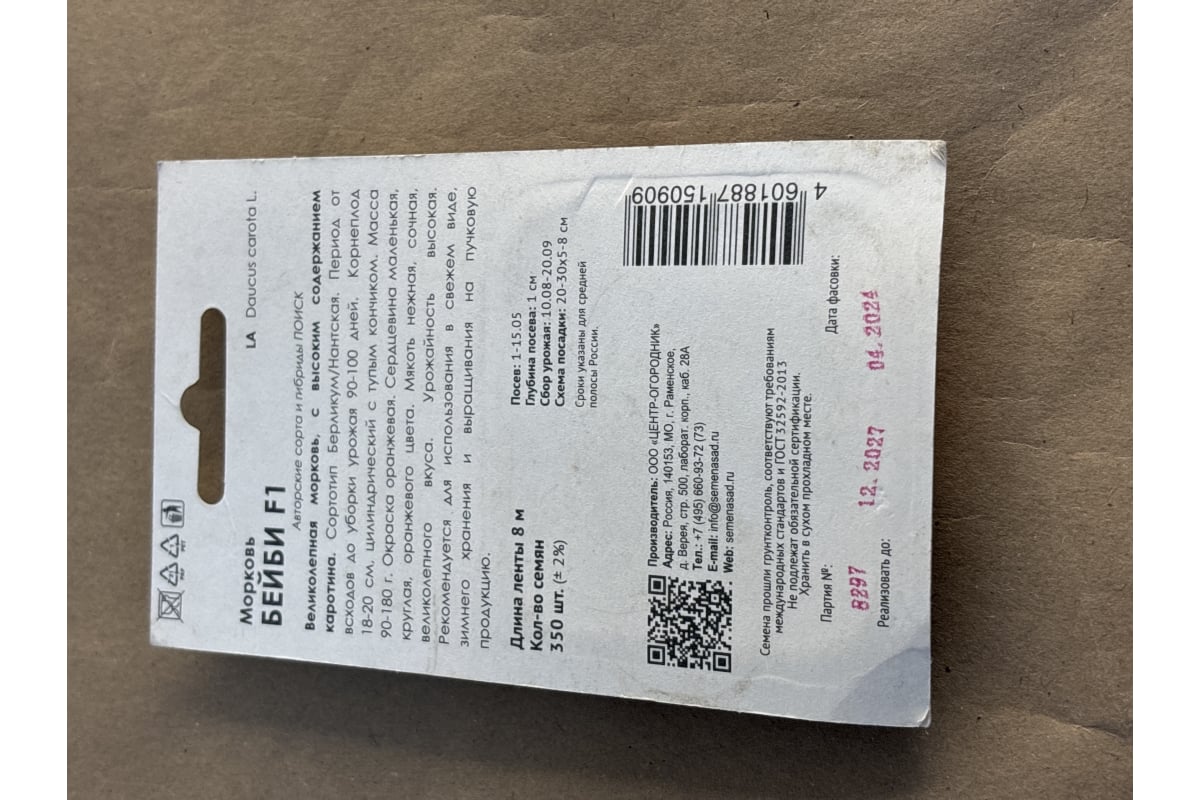 Морковь
БЕЙБИ F1
LA Daucus carota L.
Авторские сорта и гибриды ПОИСК
Великолепная морковь, с высоким содержанием
каротина. Сортотип Берликум/Нантская. Период от
всходов до уборки урожая 90-100 дней. Корнеплод
18-20 см, цилиндрический с тупым кончиком. Масса
90-180 г. Окраска оранжевая. Сердцевина маленькая,
круглая, оранжевого цвета. Мякоть нежная, сочная,
великолепного вкуса. Урожайность высокая.
Рекомендуется для использования в свежем виде,
зимнего хранения и выращивания на пучковую
продукцию.
Длина ленты 8 м
Кол-во семян
350 шт. (± 2%)
Посев: 1-15.05
Глубина посева: 1 см
Сбор урожая: 10.08-20.09
Схема посадки: 20-30х5-8 см
Сроки указаны для средней
полосы России.
Производитель: ООО «ЦЕНТР-ОГОРОДНИК»
Адрес: Россия, 140153, МО, г. Раменское,
д. Верея, стр. 500, лаборат. корп., каб. 28А
Тел.: +7 (495) 660-93-72 (73)
E-mail: info@semenasad.ru
Web: semenasad.ru
4 601887 150909
Семена прошли грунтконтроль, соответствуют требованиям
международных стандартов и ГОСТ 32592-2013
Не подлежат обязательной сертификации.
Хранить в сухом прохладном месте.
Партия №:
Дата фасовки:
8297 12.2027 04.2024
Реализовать до: